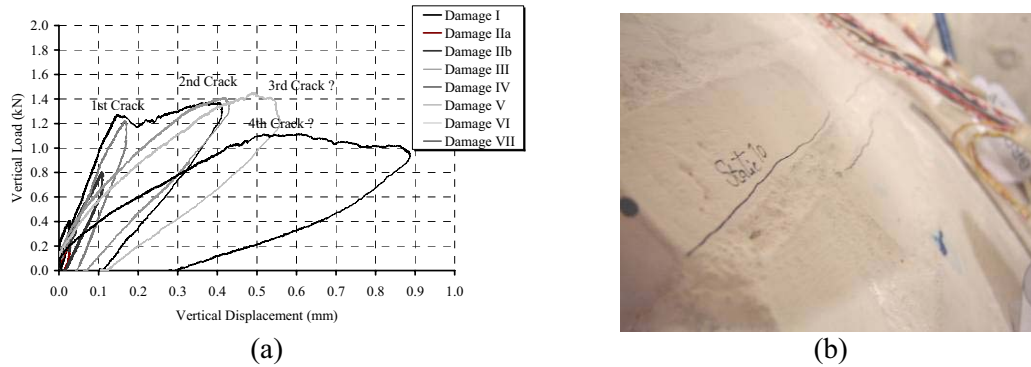 Damage I
Damage IIa
Damage IIb
Damage III
Damage IV
Damage V
Damage VI
Damage VII
2.0
1.8
1.6
1.4
1.2
1.0
0.8
0.6
0.4
0.2
0.0
Vertical Load (kN)
1st Crack
2nd Crack
3rd Crack ?
4th Crack ?
0.0 0.1 0.2 0.3 0.4 0.5 0.6 0.7 0.8 0.9 1.0
Vertical Displacement (mm)
(a)
(b)